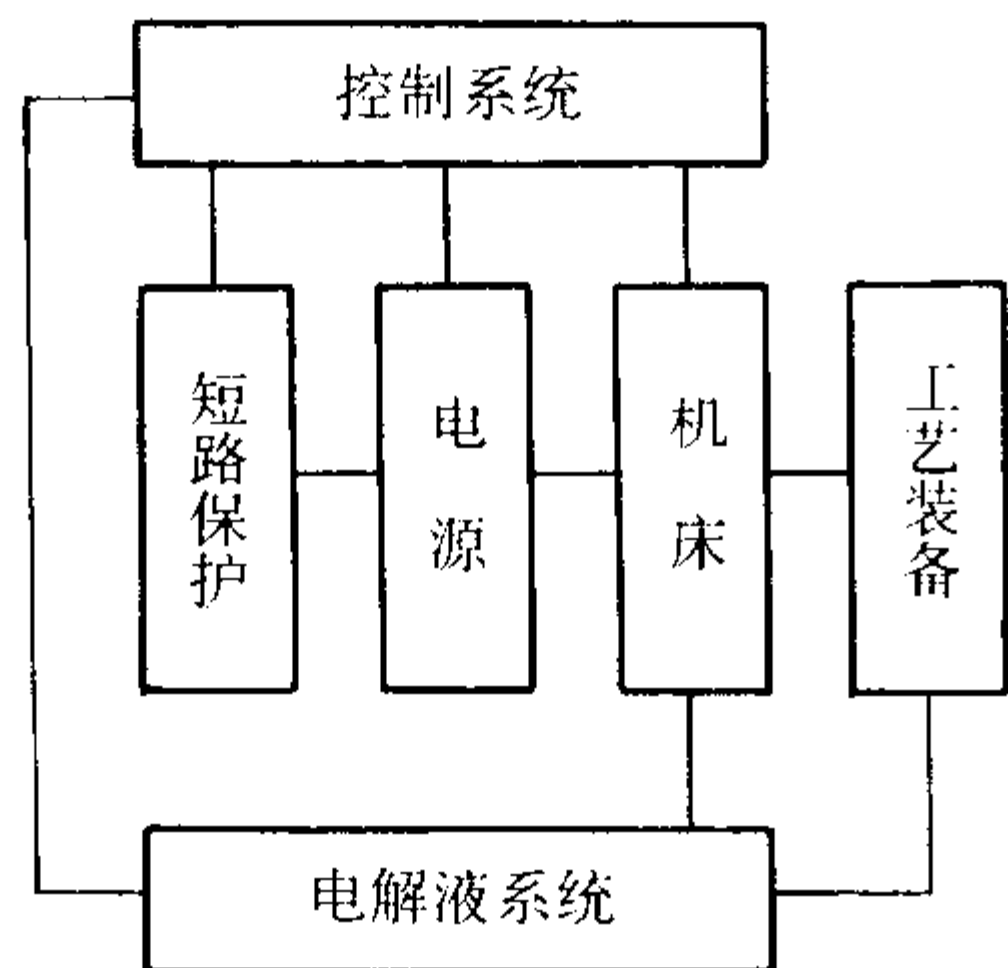 控制系统
短路保护
电源
机床
工艺装备
电解液系统